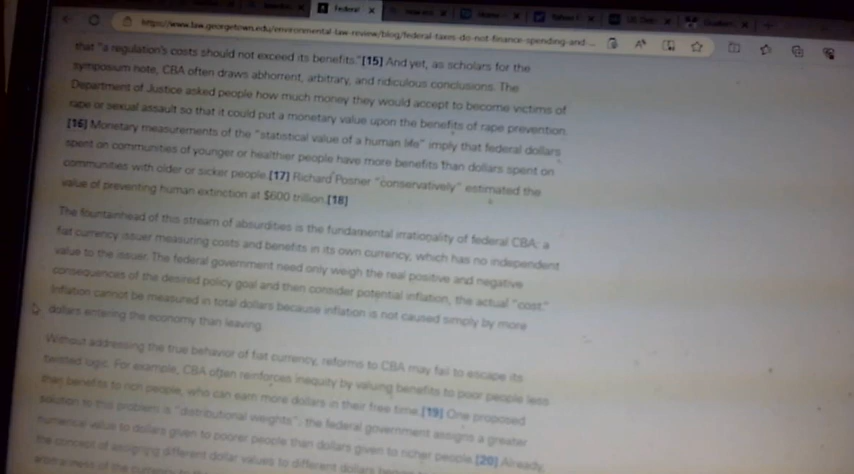 Federal
https://www.law.georgetown.edu/environmental-law-review/blog/federal-taxes-do-not-finance-spending-and-...
that "a regulation's costs should not exceed its benefits."[15] And yet, as scholars for the
symposium note, CBA often draws abhorrent, arbitrary, and ridiculous conclusions. The
Department of Justice asked people how much money they would accept to become victims of
rape or sexual assault so that it could put a monetary value upon the benefits of rape prevention.
[16] Monetary measurements of the "statistical value of a human life" imply that federal dollars
spent on communities of younger or healthier people have more benefits than dollars spent on
communities with older or sicker people.[17] Richard Posner "conservatively" estimated the
value of preventing human extinction at $600 trillion.[18]
The fountainhead of this stream of absurdities is the fundamental irrationality of federal CBA: a
fiat currency issuer measuring costs and benefits in its own currency, which has no independent
value to the issuer. The federal government need only weigh the real positive and negative
consequences of the desired policy goal and then consider potential inflation, the actual "cost."
Inflation cannot be measured in total dollars because inflation is not caused simply by more
dollars entering the economy than leaving.
Without addressing the true behavior of fiat currency, reforms to CBA may fail to escape its
twisted logic. For example, CBA often reinforces inequity by valuing benefits to poor people less
than benefits to rich people, who can earn more dollars in their free time.[19] One proposed
solution to this problem is "distributional weights": the federal government assigns a greater
numerical value to dollars given to poorer people than dollars given to richer people.[20] Already,
the concept of assigning different dollar values to different dollars
arbitrariness of the currency